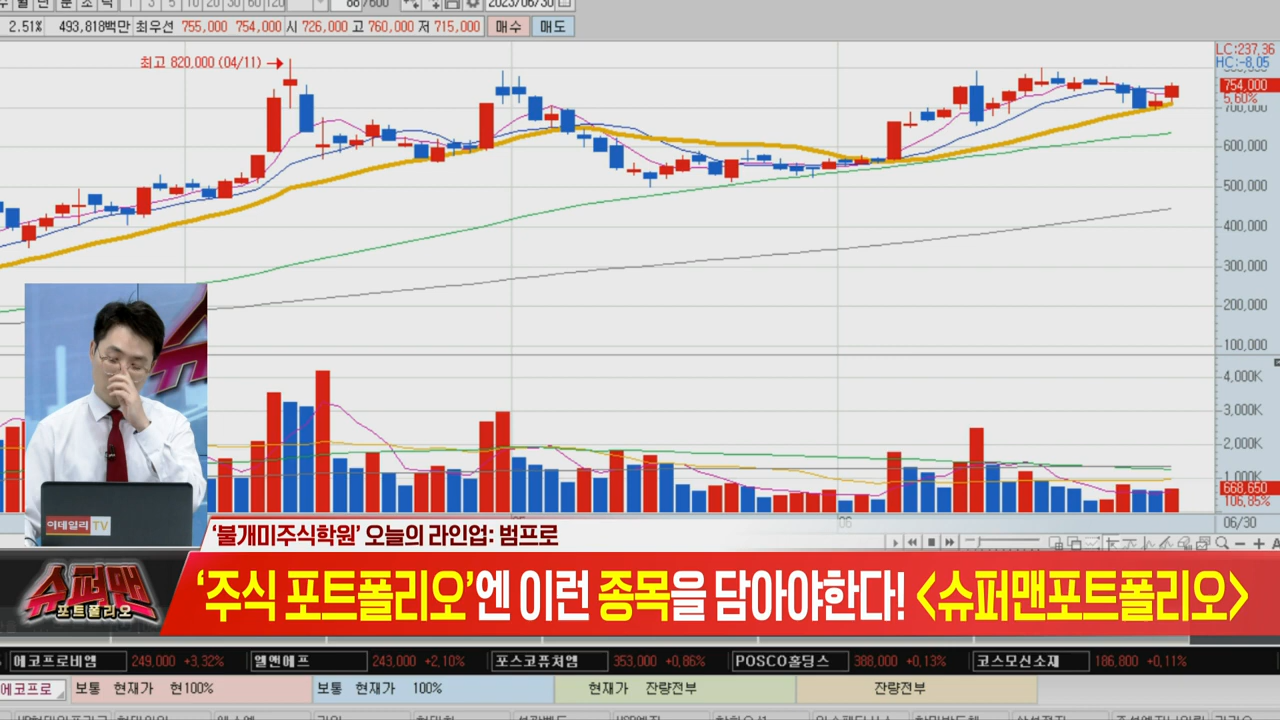 2.51% 493,818백만 최우선 755,000 754,000 시 726,000 고 760,000 저 715,000 매수 매도
LC:237,36
HC:-8,05
최고 820,000 (04/11)
754,000
5,60%
700,000
600,000
500,000
400,000
300,000
200,000
100,000
4,000K
3,000K
2,000K
1,000K
668,650
106,85%
05
06
06/30
이데일리 TV
'불개미주식학원' 오늘의 라인업: 범프로
슈퍼맨
포트폴리오
'주식 포트폴리오'엔 이런 종목을 담아야한다! <슈퍼맨포트폴리오>
에코프로비엠 249,000 +3,32% 엘앤에프 243,000 +2,10% 포스코퓨처엠 353,000 +0,86% POSCO홀딩스 388,000 +0,13% 코스모신소재 186,800 +0,11%
에코프로 보통 현재가 현100% 보통 현재가 100% 현재가 잔량전부 잔량전부